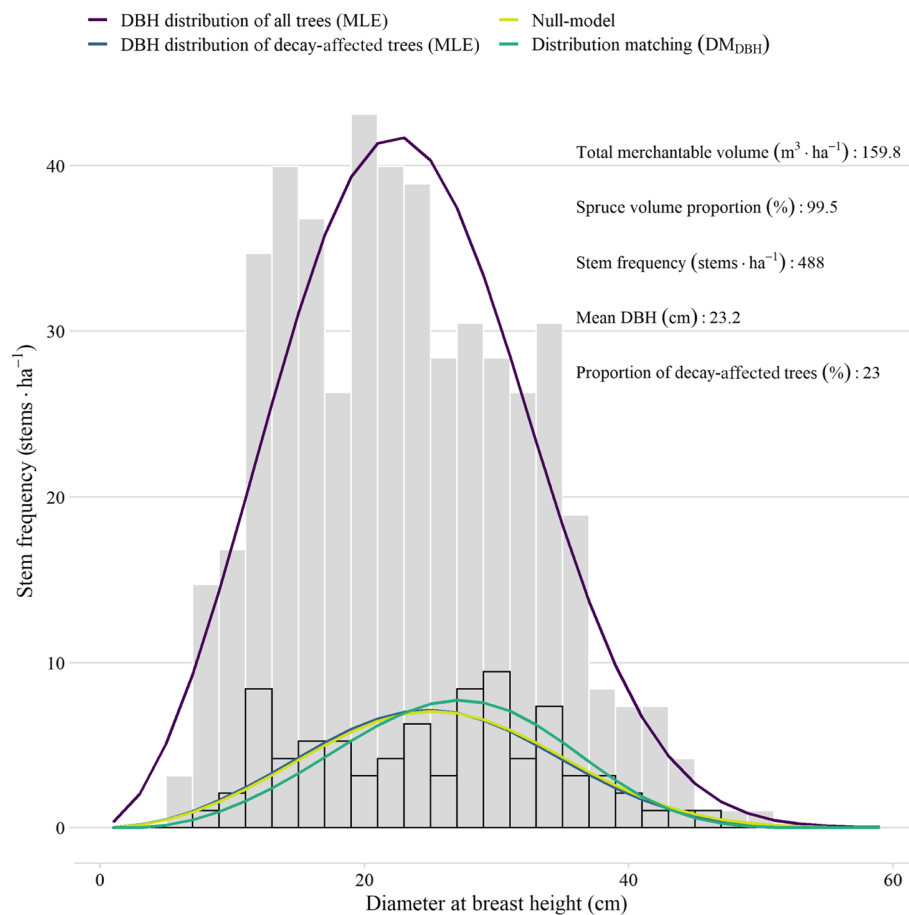 DBH distribution of all trees (MLE)
DBH distribution of decay-affected trees (MLE)
Null-model
Distribution matching (DM_DBH)
Total merchantable volume (m³ · ha⁻¹) : 159.8
Spruce volume proportion (%) : 99.5
Stem frequency (stems · ha⁻¹) : 488
Mean DBH (cm) : 23.2
Proportion of decay-affected trees (%) : 23
Stem frequency (stems · ha⁻¹)
40
30
20
10
0
0 20 40 60
Diameter at breast height (cm)